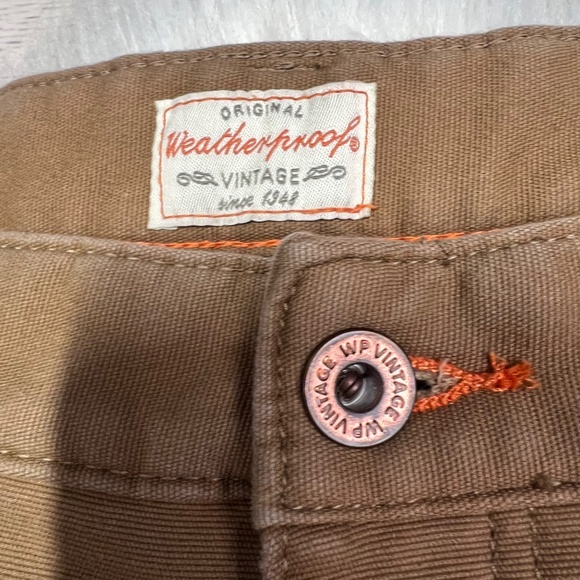 ORIGINAL
Weatherproof®
VINTAGE
since 1948
WP VINTAGE WP VINTAGE